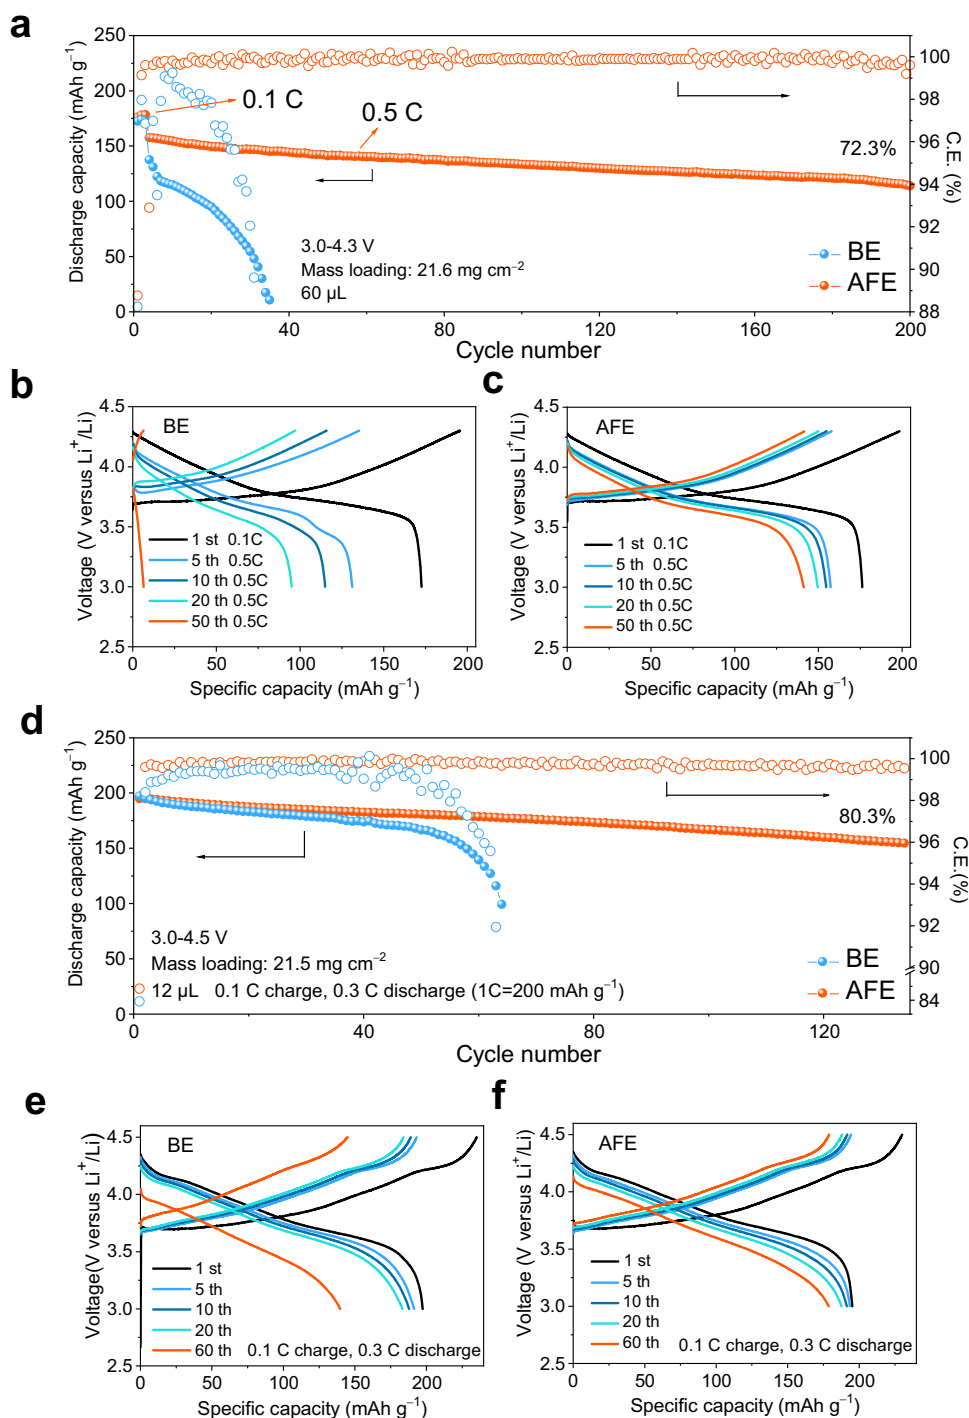 a
Discharge capacity (mAh g⁻¹)
250
200
150
100
50
0
0.1 C
0.5 C
72.3%
3.0-4.3 V
Mass loading: 21.6 mg cm⁻²
60 μL
BE
AFE
100
98
96
94
92
90
88
C.E. (%)
0
40
80
120
160
200
Cycle number
b
Voltage (V versus Li⁺/Li)
4.5
4.0
3.5
3.0
2.5
BE
1 st 0.1C
5 th 0.5C
10 th 0.5C
20 th 0.5C
50 th 0.5C
0
50
100
150
200
Specific capacity (mAh g⁻¹)
c
Voltage (V versus Li⁺/Li)
4.5
4.0
3.5
3.0
2.5
AFE
1 st 0.1C
5 th 0.5C
10 th 0.5C
20 th 0.5C
50 th 0.5C
0
50
100
150
200
Specific capacity (mAh g⁻¹)
d
Discharge capacity (mAh g⁻¹)
250
200
150
100
50
0
80.3%
3.0-4.5 V
Mass loading: 21.5 mg cm⁻²
12 μL 0.1 C charge, 0.3 C discharge (1C=200 mAh g⁻¹)
BE
AFE
100
98
96
94
92
90
84
C.E.(%)
0
40
80
120
Cycle number
e
Voltage(V versus Li⁺/Li)
4.5
4.0
3.5
3.0
2.5
BE
1 st
5 th
10 th
20 th
60 th
0.1 C charge, 0.3 C discharge
0
50
100
150
200
Specific capacity (mAh g⁻¹)
f
Voltage (V versus Li⁺/Li)
4.5
4.0
3.5
3.0
2.5
AFE
1 st
5 th
10 th
20 th
60 th
0.1 C charge, 0.3 C discharge
0
50
100
150
200
Specific capacity (mAh g⁻¹)